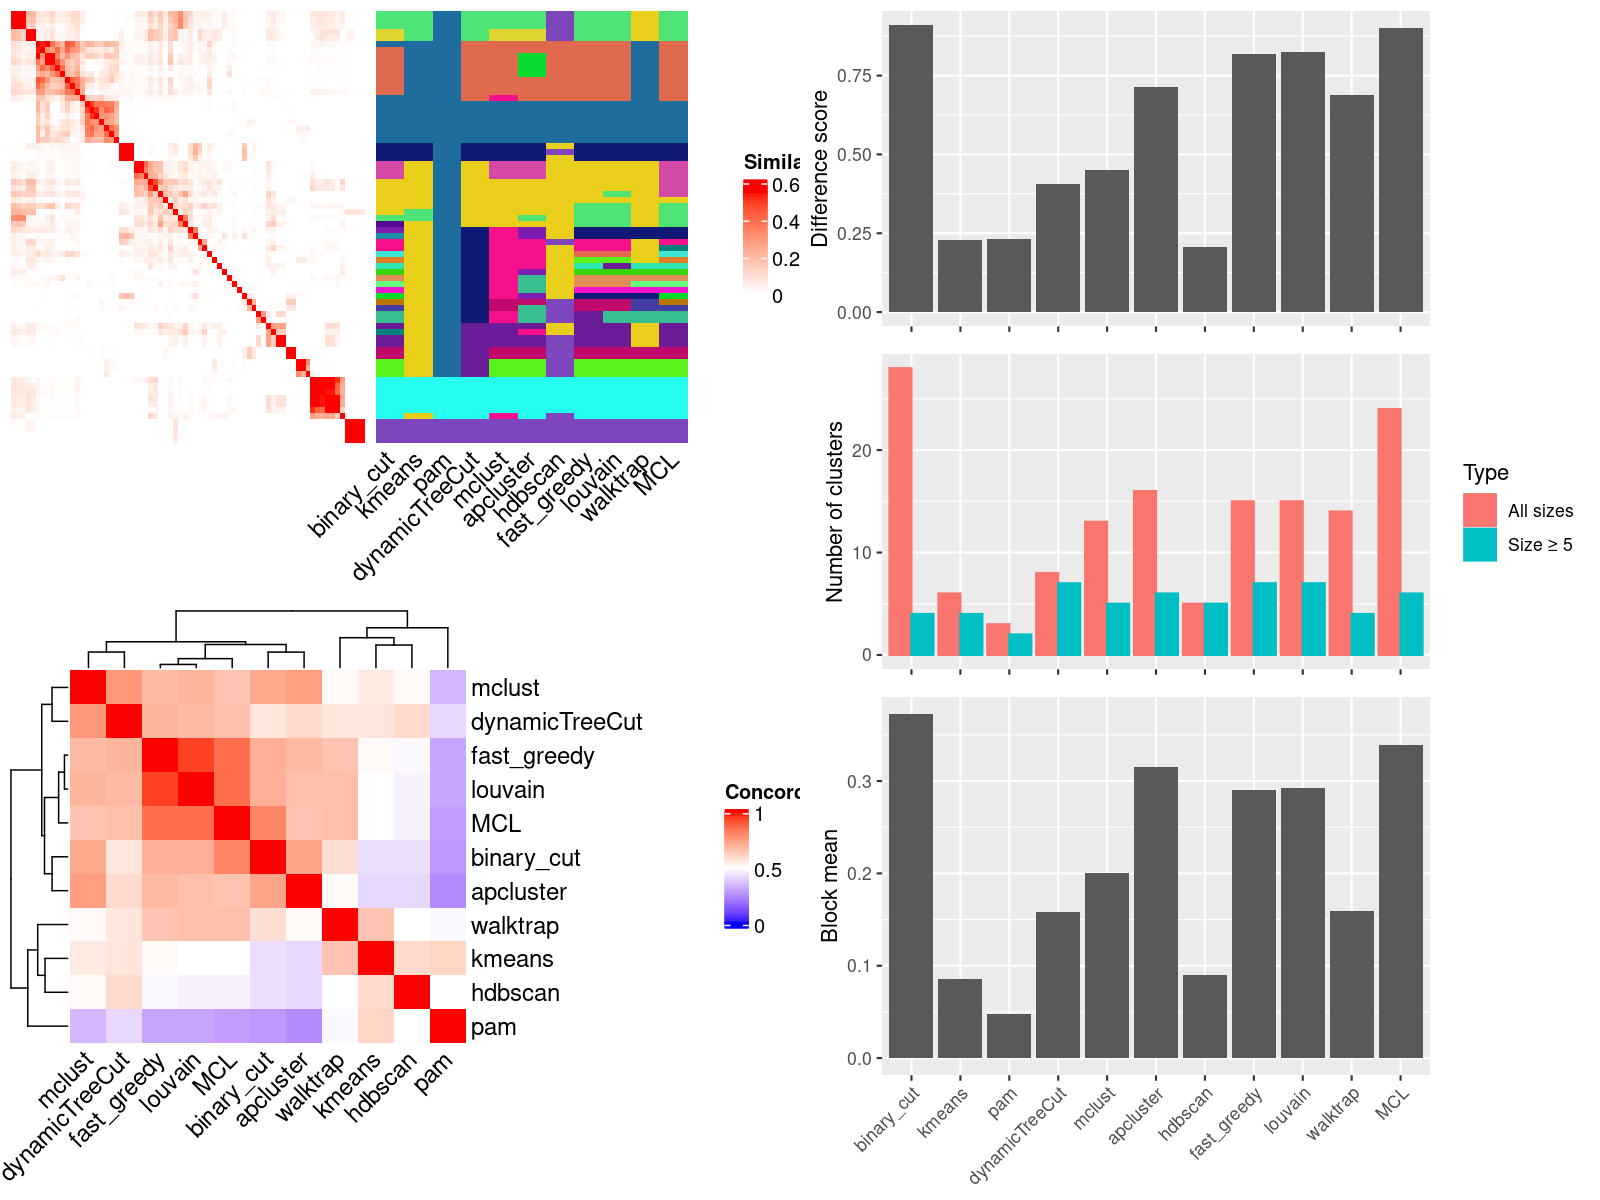 Simila
0.6
0.4
0.2
0
binary_cut
kmeans
pam
dynamicTreeCut
mclust
apcluster
hdbscan
fast_greedy
louvain
walktrap
MCL
mclust
dynamicTreeCut
fast_greedy
louvain
MCL
binary_cut
apcluster
walktrap
kmeans
hdbscan
pam
mclust
dynamicTreeCut
fast_greedy
louvain
MCL
binary_cut
apcluster
walktrap
kmeans
hdbscan
pam
Concord
1
0.5
0
Difference score
0.75
0.50
0.25
0.00
Number of clusters
20
10
0
Type
All sizes
Size ≥ 5
Block mean
0.3
0.2
0.1
0.0
binary_cut
kmeans
pam
dynamicTreeCut
mclust
apcluster
hdbscan
fast_greedy
louvain
walktrap
MCL